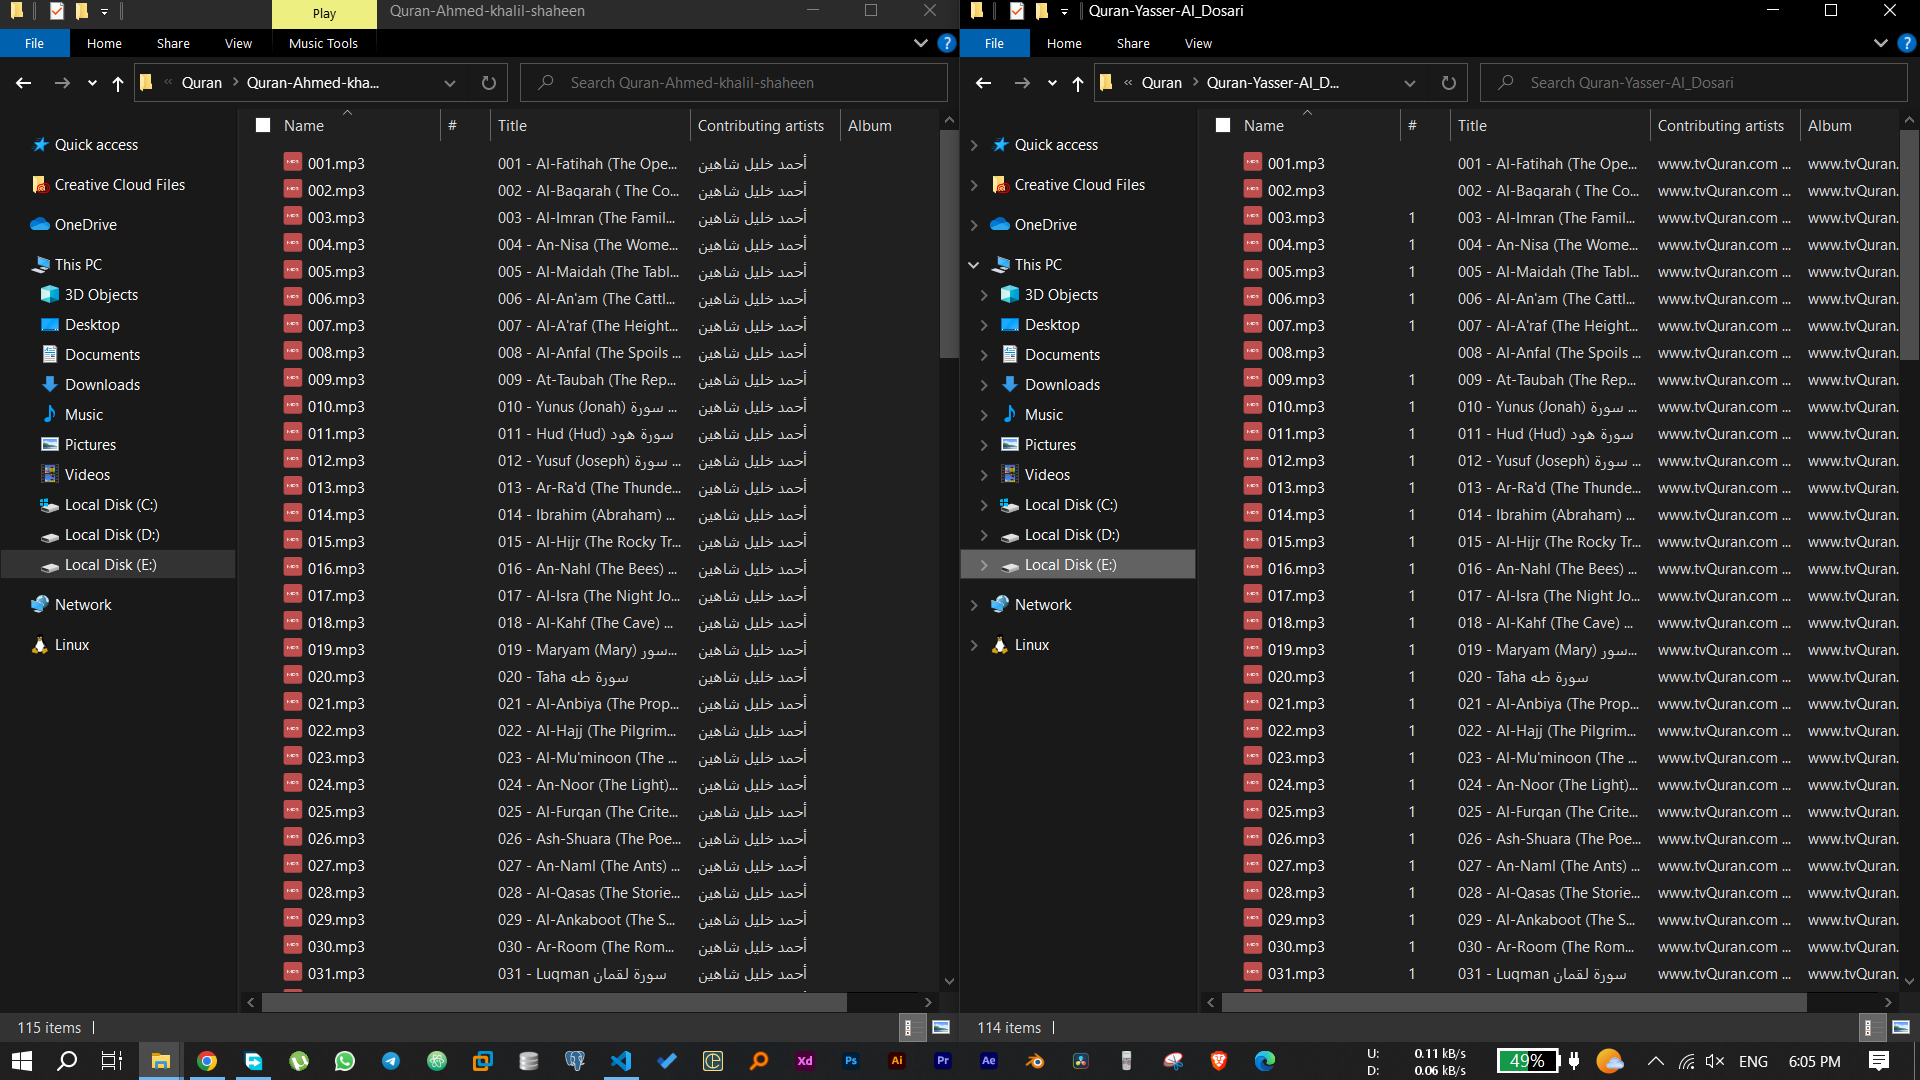 Play
Quran-Ahmed-khalil-shaheen
File
Home
Share
View
Music Tools
Quran
Quran-Ahmed-kha...
Search Quran-Ahmed-khalil-shaheen
Quick access
Creative Cloud Files
OneDrive
This PC
3D Objects
Desktop
Documents
Downloads
Music
Pictures
Videos
Local Disk (C:)
Local Disk (D:)
Local Disk (E:)
Network
Linux
Name # Title Contributing artists Album
001.mp3 001 - Al-Fatihah (The Ope... أحمد خليل شاهين
002.mp3 002 - Al-Baqarah ( The Co... أحمد خليل شاهين
003.mp3 003 - Al-Imran (The Famil... أحمد خليل شاهين
004.mp3 004 - An-Nisa (The Wome... أحمد خليل شاهين
005.mp3 005 - Al-Maidah (The Tabl... أحمد خليل شاهين
006.mp3 006 - Al-An'am (The Cattl... أحمد خليل شاهين
007.mp3 007 - Al-A'raf (The Height... أحمد خليل شاهين
008.mp3 008 - Al-Anfal (The Spoils ... أحمد خليل شاهين
009.mp3 009 - At-Taubah (The Rep... أحمد خليل شاهين
010.mp3 010 - Yunus (Jonah) سورة ... أحمد خليل شاهين
011.mp3 011 - Hud (Hud) سورة هود أحمد خليل شاهين
012.mp3 012 - Yusuf (Joseph) سورة ... أحمد خليل شاهين
013.mp3 013 - Ar-Ra'd (The Thunde... أحمد خليل شاهين
014.mp3 014 - Ibrahim (Abraham) ... أحمد خليل شاهين
015.mp3 015 - Al-Hijr (The Rocky Tr... أحمد خليل شاهين
016.mp3 016 - An-Nahl (The Bees) ... أحمد خليل شاهين
017.mp3 017 - Al-Isra (The Night Jo... أحمد خليل شاهين
018.mp3 018 - Al-Kahf (The Cave) ... أحمد خليل شاهين
019.mp3 019 - Maryam (Mary) سور... أحمد خليل شاهين
020.mp3 020 - Taha سورة طه أحمد خليل شاهين
021.mp3 021 - Al-Anbiya (The Prop... أحمد خليل شاهين
022.mp3 022 - Al-Hajj (The Pilgrim... أحمد خليل شاهين
023.mp3 023 - Al-Mu'minoon (The ... أحمد خليل شاهين
024.mp3 024 - An-Noor (The Light)... أحمد خليل شاهين
025.mp3 025 - Al-Furqan (The Crite... أحمد خليل شاهين
026.mp3 026 - Ash-Shuara (The Poe... أحمد خليل شاهين
027.mp3 027 - An-Naml (The Ants) ... أحمد خليل شاهين
028.mp3 028 - Al-Qasas (The Storie... أحمد خليل شاهين
029.mp3 029 - Al-Ankaboot (The S... أحمد خليل شاهين
030.mp3 030 - Ar-Room (The Rom... أحمد خليل شاهين
031.mp3 031 - Luqman سورة لقمان أحمد خليل شاهين
115 items
Quran-Yasser-Al_Dosari
File
Home
Share
View
Quran
Quran-Yasser-Al_D...
Search Quran-Yasser-Al_Dosari
Quick access
Creative Cloud Files
OneDrive
This PC
3D Objects
Desktop
Documents
Downloads
Music
Pictures
Videos
Local Disk (C:)
Local Disk (D:)
Local Disk (E:)
Network
Linux
Name # Title Contributing artists Album
001.mp3 001 - Al-Fatihah (The Ope... www.tvQuran.com ... www.tvQuran.
002.mp3 002 - Al-Baqarah ( The Co... www.tvQuran.com ... www.tvQuran.
003.mp3 1 003 - Al-Imran (The Famil... www.tvQuran.com ... www.tvQuran.
004.mp3 1 004 - An-Nisa (The Wome... www.tvQuran.com ... www.tvQuran.
005.mp3 1 005 - Al-Maidah (The Tabl... www.tvQuran.com ... www.tvQuran.
006.mp3 1 006 - Al-An'am (The Cattl... www.tvQuran.com ... www.tvQuran.
007.mp3 1 007 - Al-A'raf (The Height... www.tvQuran.com ... www.tvQuran.
008.mp3 008 - Al-Anfal (The Spoils ... www.tvQuran.com ... www.tvQuran.
009.mp3 1 009 - At-Taubah (The Rep... www.tvQuran.com ... www.tvQuran.
010.mp3 1 010 - Yunus (Jonah) سورة ... www.tvQuran.com ... www.tvQuran.
011.mp3 1 011 - Hud (Hud) سورة هود www.tvQuran.com ... www.tvQuran.
012.mp3 1 012 - Yusuf (Joseph) سورة ... www.tvQuran.com ... www.tvQuran.
013.mp3 1 013 - Ar-Ra'd (The Thunde... www.tvQuran.com ... www.tvQuran.
014.mp3 1 014 - Ibrahim (Abraham) ... www.tvQuran.com ... www.tvQuran.
015.mp3 1 015 - Al-Hijr (The Rocky Tr... www.tvQuran.com ... www.tvQuran.
016.mp3 1 016 - An-Nahl (The Bees) ... www.tvQuran.com ... www.tvQuran.
017.mp3 1 017 - Al-Isra (The Night Jo... www.tvQuran.com ... www.tvQuran.
018.mp3 1 018 - Al-Kahf (The Cave) ... www.tvQuran.com ... www.tvQuran.
019.mp3 1 019 - Maryam (Mary) سور... www.tvQuran.com ... www.tvQuran.
020.mp3 1 020 - Taha سورة طه www.tvQuran.com ... www.tvQuran.
021.mp3 1 021 - Al-Anbiya (The Prop... www.tvQuran.com ... www.tvQuran.
022.mp3 1 022 - Al-Hajj (The Pilgrim... www.tvQuran.com ... www.tvQuran.
023.mp3 1 023 - Al-Mu'minoon (The ... www.tvQuran.com ... www.tvQuran.
024.mp3 1 024 - An-Noor (The Light)... www.tvQuran.com ... www.tvQuran.
025.mp3 1 025 - Al-Furqan (The Crite... www.tvQuran.com ... www.tvQuran.
026.mp3 1 026 - Ash-Shuara (The Poe... www.tvQuran.com ... www.tvQuran.
027.mp3 1 027 - An-Naml (The Ants) ... www.tvQuran.com ... www.tvQuran.
028.mp3 1 028 - Al-Qasas (The Storie... www.tvQuran.com ... www.tvQuran.
029.mp3 1 029 - Al-Ankaboot (The S... www.tvQuran.com ... www.tvQuran.
030.mp3 1 030 - Ar-Room (The Rom... www.tvQuran.com ... www.tvQuran.
031.mp3 1 031 - Luqman سورة لقمان www.tvQuran.com ... www.tvQuran.
114 items
Xd Ps Ai Pr Ae
U: 0.11 kB/s
D: 0.06 kB/s
49%
ENG
6:05 PM